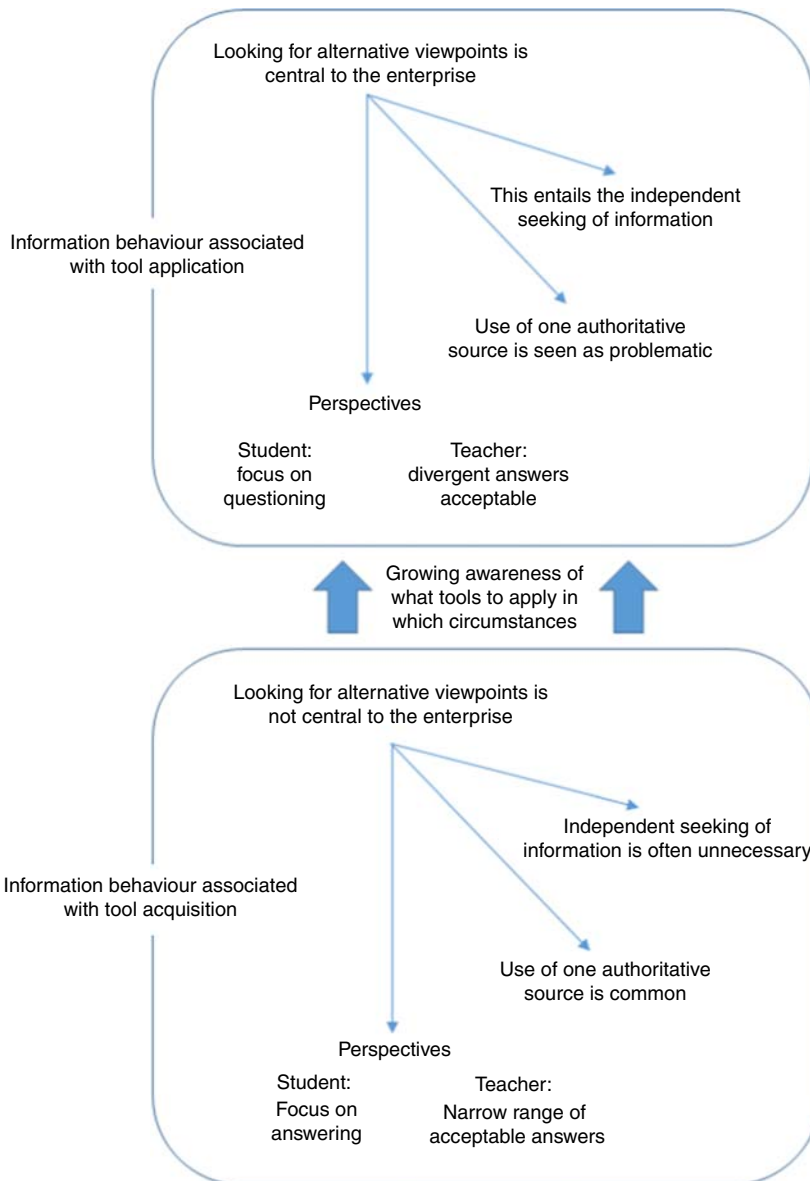 Looking for alternative viewpoints is
central to the enterprise
This entails the independent
seeking of information
Information behaviour associated
with tool application
Use of one authoritative
source is seen as problematic
Perspectives
Student:
focus on
questioning
Teacher:
divergent answers
acceptable
Growing awareness of
what tools to apply in
which circumstances
Looking for alternative viewpoints is
not central to the enterprise
Independent seeking of
information is often unnecessary
Information behaviour associated
with tool acquisition
Use of one authoritative
source is common
Perspectives
Student:
Focus on
answering
Teacher:
Narrow range of
acceptable answers